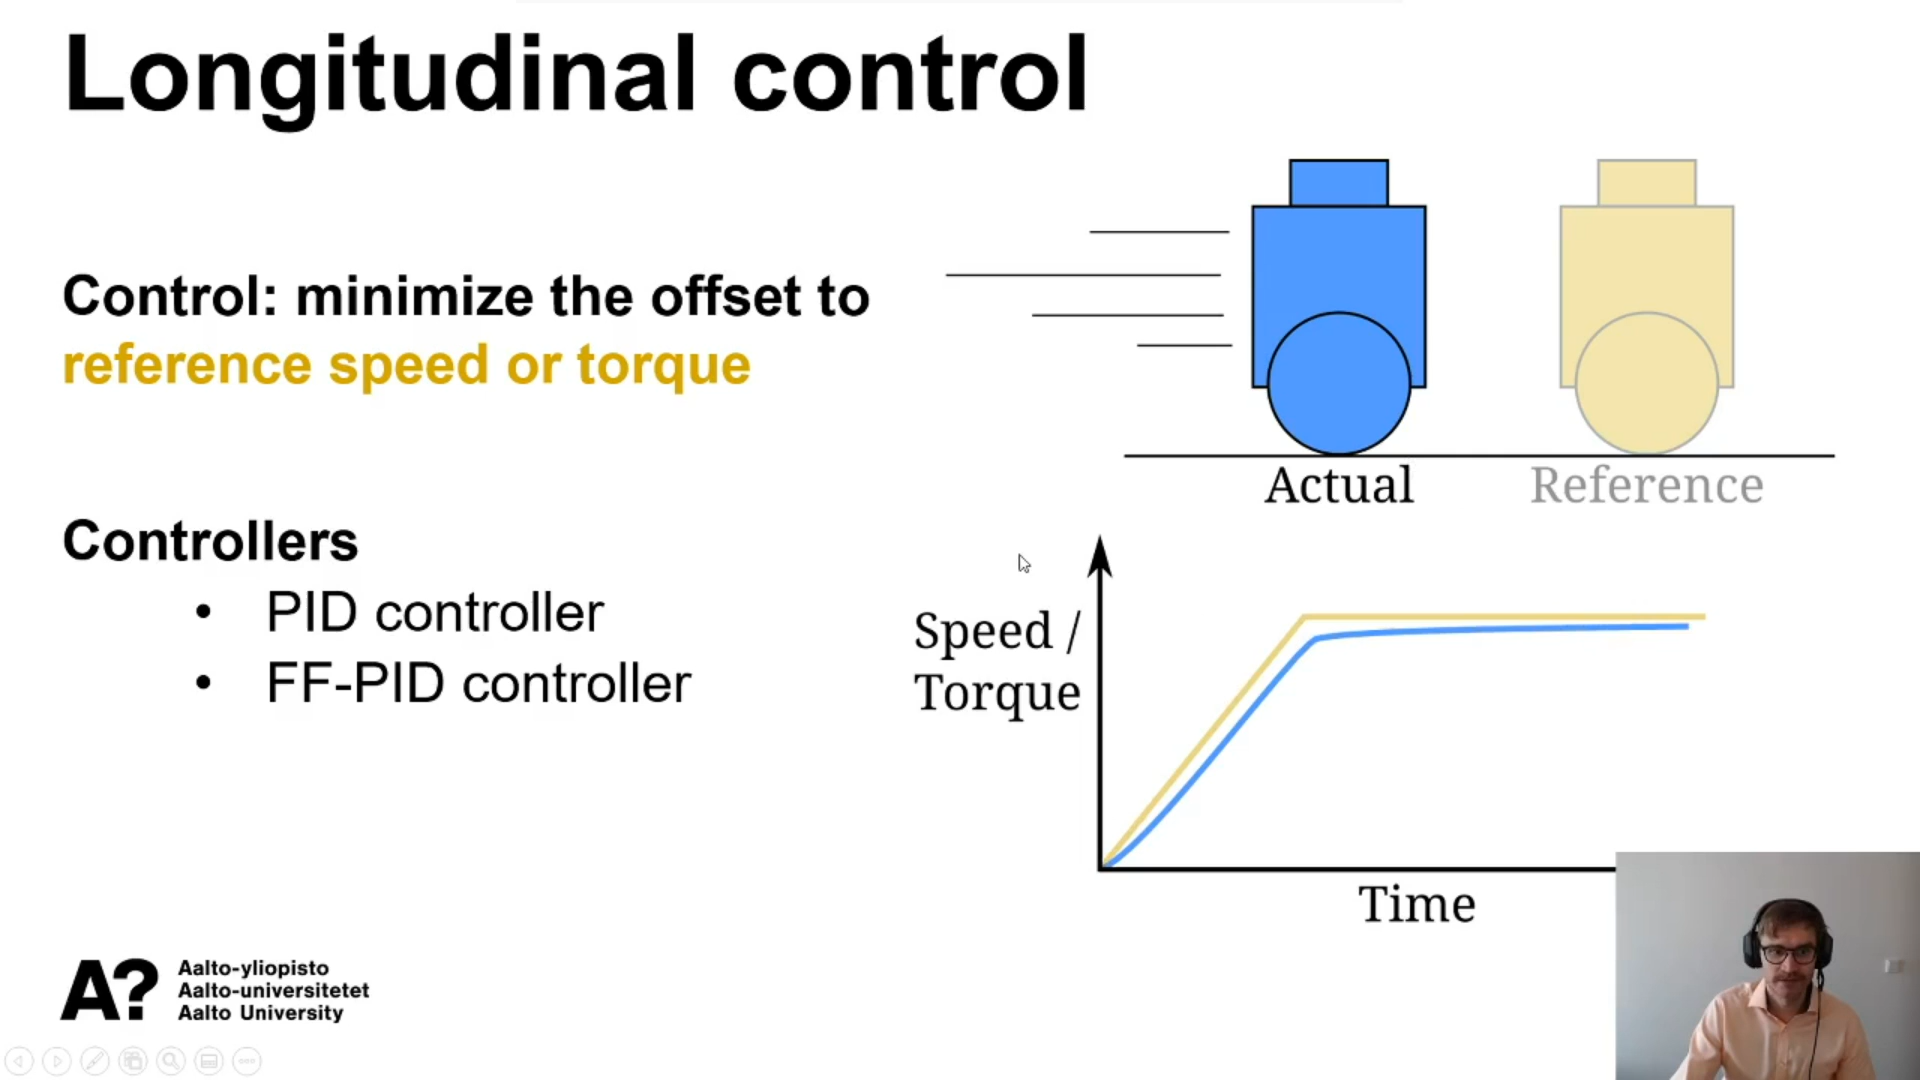 Longitudinal control
Control: minimize the offset to
reference speed or torque
Controllers
• PID controller
• FF-PID controller
Actual
Reference
Speed /
Torque
Time
A?
Aalto-yliopisto
Aalto-universitetet
Aalto University